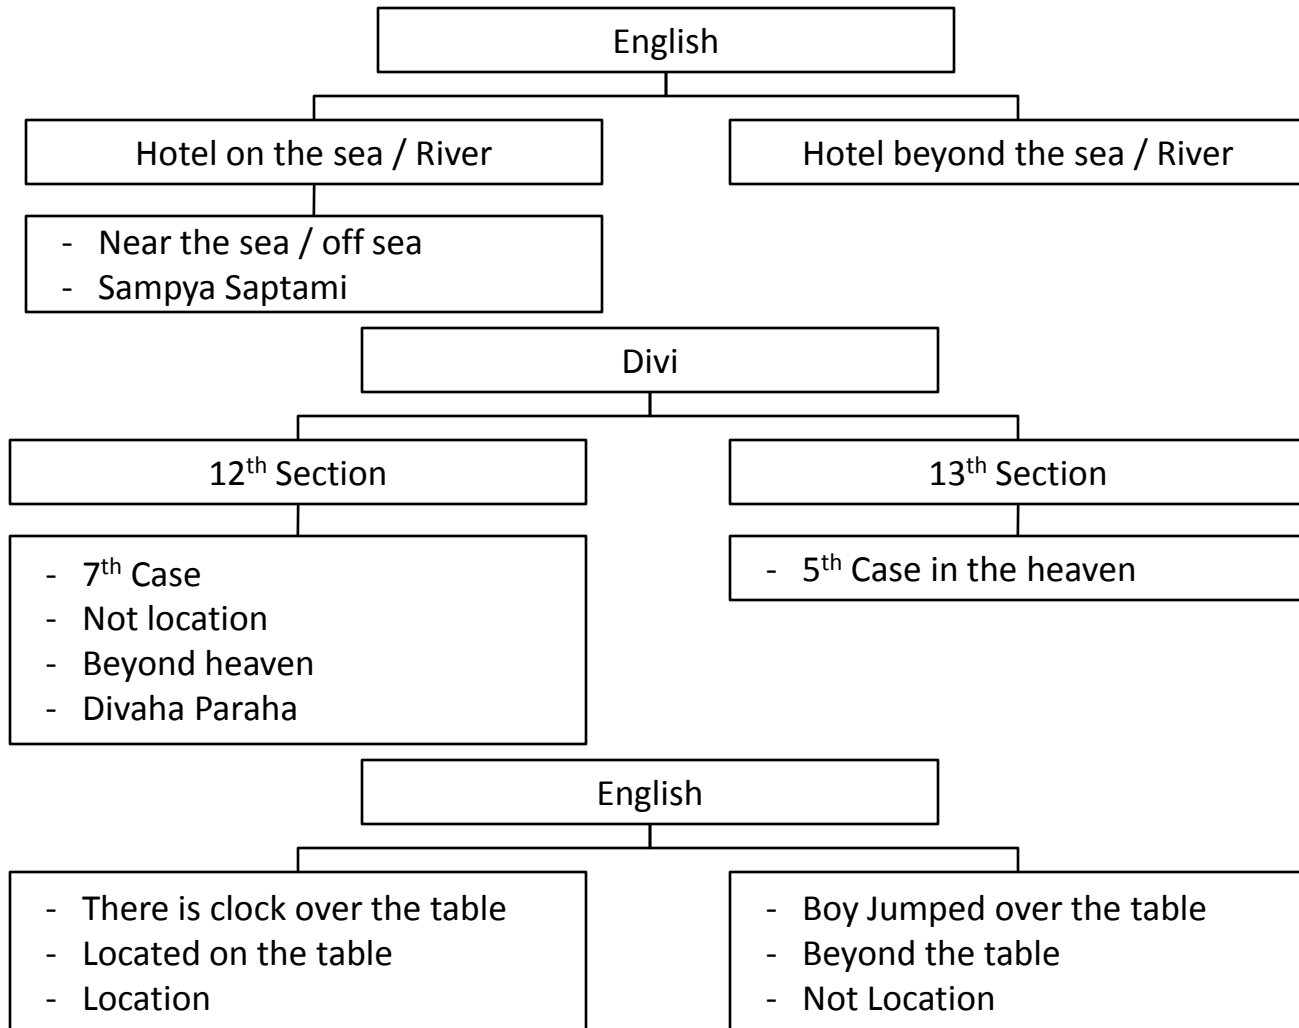 English
Hotel on the sea / River
Hotel beyond the sea / River
- Near the sea / off sea
- Sampya Saptami
Divi
12th Section
13th Section
- 7th Case
- Not location
- Beyond heaven
- Divaha Paraha
- 5th Case in the heaven
English
- There is clock over the table
- Located on the table
- Location
- Boy Jumped over the table
- Beyond the table
- Not Location